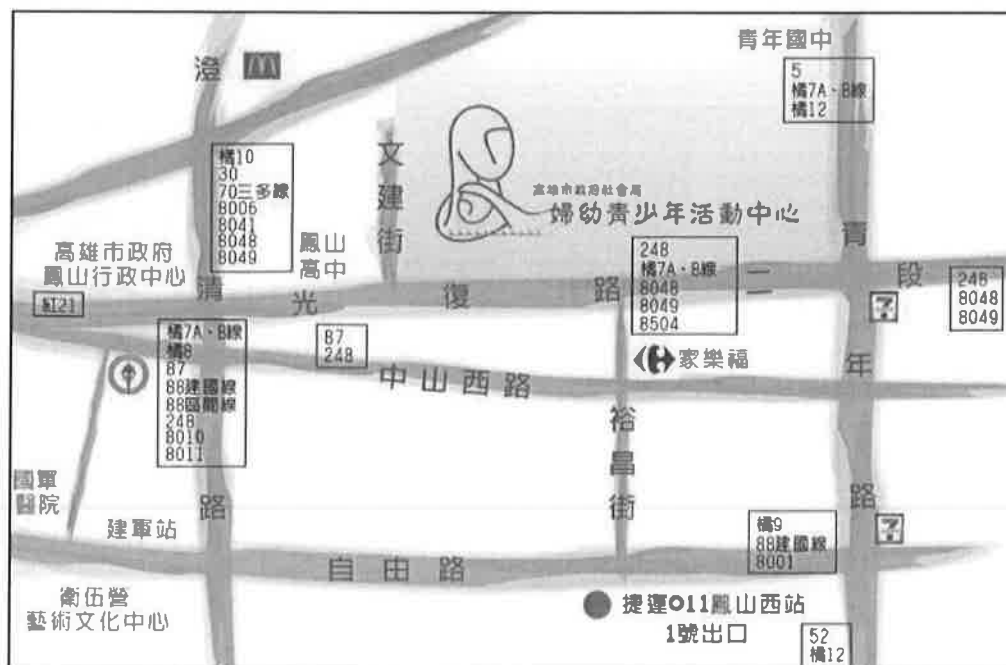 青年國中
澄
5
橘7A、B線
橘12
文建街
橘10
30
70三多線
8006
8041
8048
8049
高雄市政府社會局
婦幼青少年活動中心
高雄市政府
鳳山行政中心
鳳山
高中
248
橘7A、B線
8048
8049
8504
青
紅21
清
光復路二段
248
8048
8049
橘7A、B線
橘8
87
88建國線
88區間線
248
8010
8011
87
248
家樂福
中山西路
年
裕昌街
國軍
醫院
路
路
建軍站
橘9
88建國線
8001
自由路
衛伍營
藝術文化中心
捷運O11鳳山西站
1號出口
52
橘12